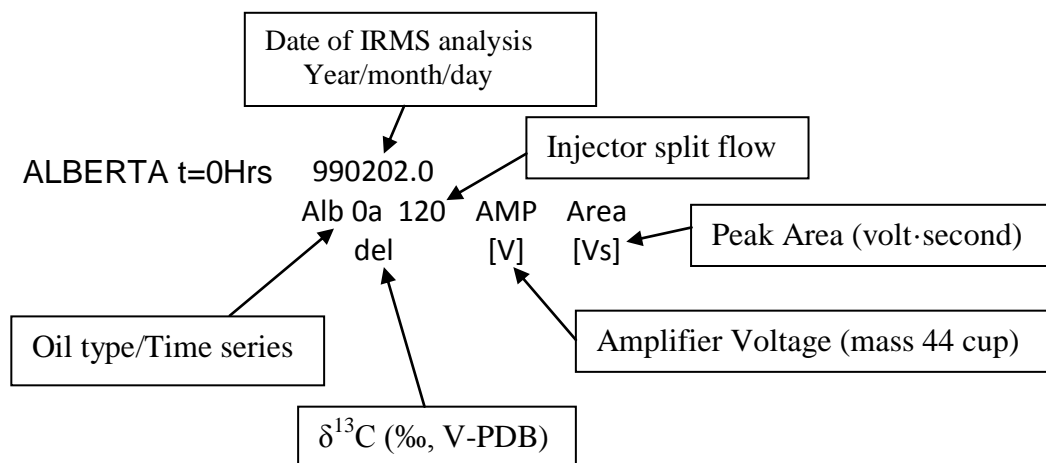 Date of IRMS analysis
Year/month/day
Injector split flow
ALBERTA t=0Hrs 990202.0
Alb 0a 120 AMP Area
del [V] [Vs]
Peak Area (volt·second)
Oil type/Time series
Amplifier Voltage (mass 44 cup)
δ¹³C (‰, V-PDB)